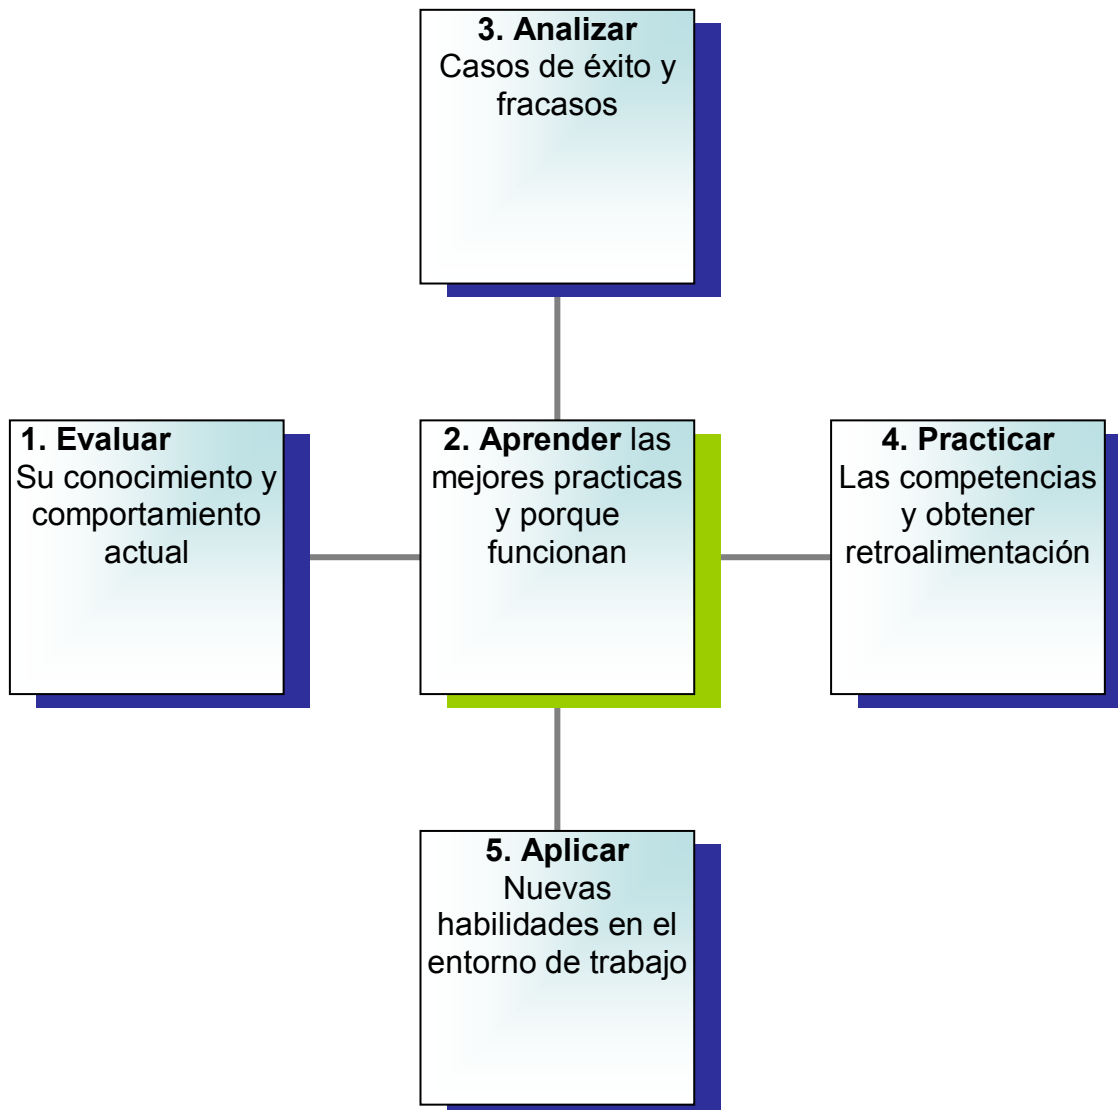 3. Analizar
Casos de éxito y
fracasos
1. Evaluar
Su conocimiento y
comportamiento
actual
2. Aprender las
mejores practicas
y porque
funcionan
4. Practicar
Las competencias
y obtener
retroalimentación
5. Aplicar
Nuevas
habilidades en el
entorno de trabajo